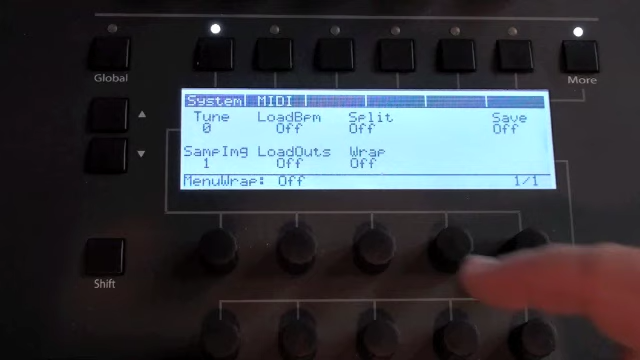 Global
More
System MIDI
Tune LoadBpm Split Save
0 Off Off Off
SampImg LoadOuts Wrap
1 Off Off
MenuWrap: Off 1/1
Shift